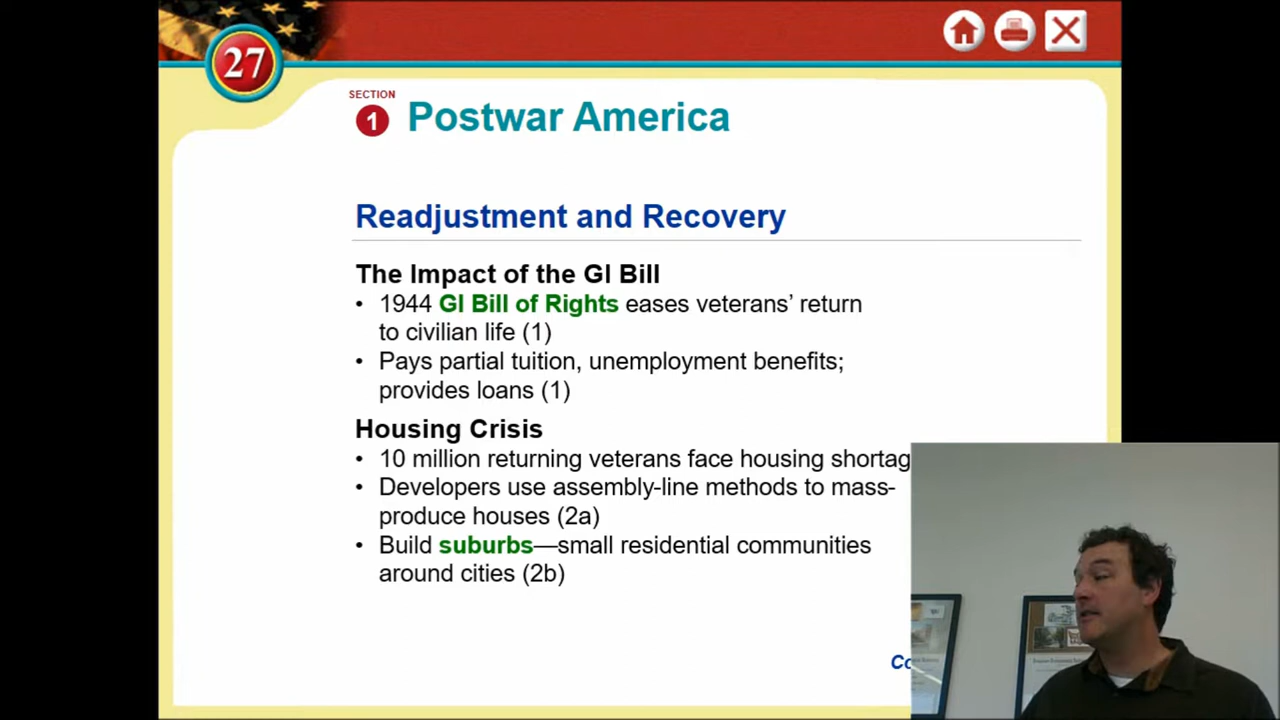 27
SECTION
1 Postwar America
Readjustment and Recovery
The Impact of the GI Bill
• 1944 GI Bill of Rights eases veterans’ return
to civilian life (1)
• Pays partial tuition, unemployment benefits;
provides loans (1)
Housing Crisis
• 10 million returning veterans face housing shortag
• Developers use assembly-line methods to mass-
produce houses (2a)
• Build suburbs—small residential communities
around cities (2b)
Co